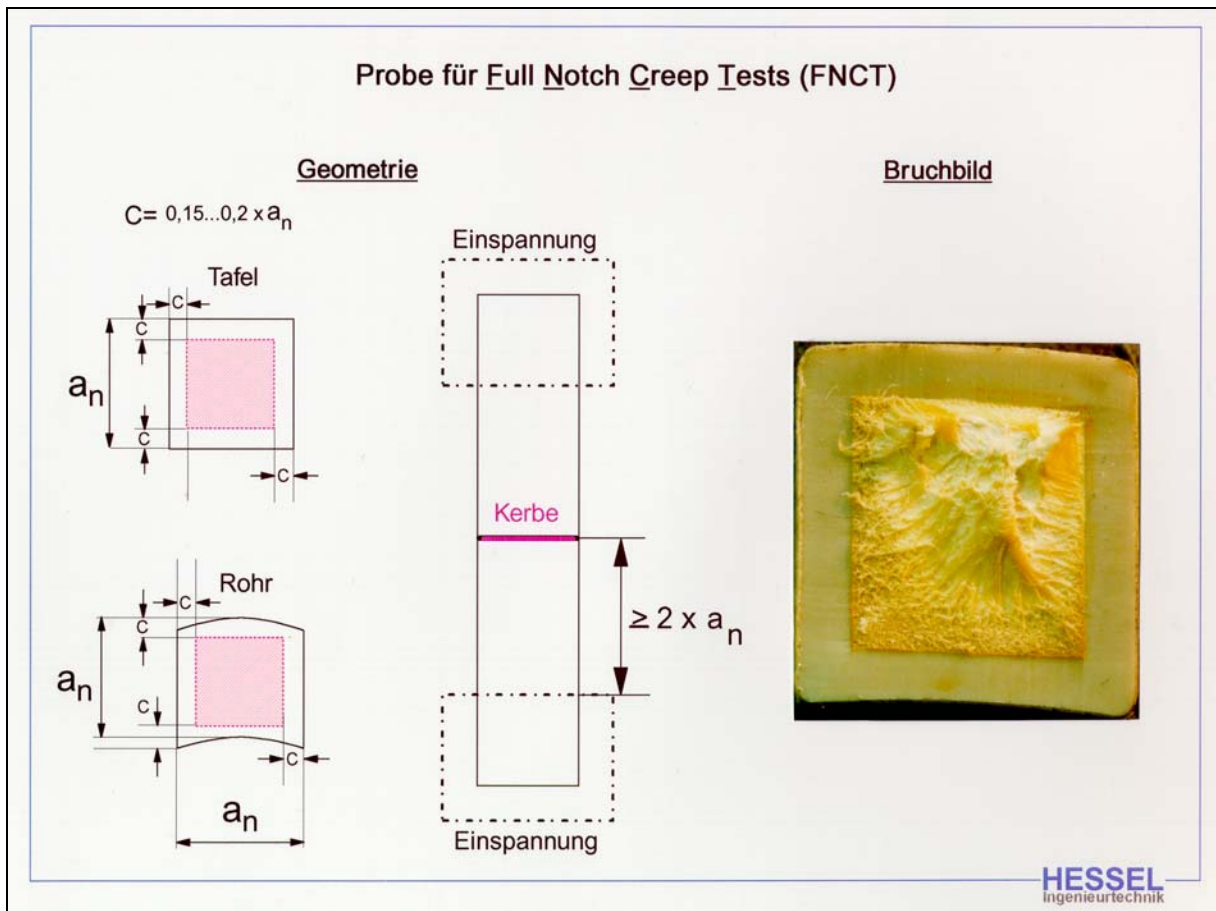 Probe für Full Notch Creep Tests (FNCT)
Geometrie
Bruchbild
C= 0,15...0,2 x an
Tafel
C
C
an
C
C
Rohr
C
C
an
C
C
an
Einspannung
Kerbe
≥ 2 x an
Einspannung
HESSEL
Ingenieurtechnik